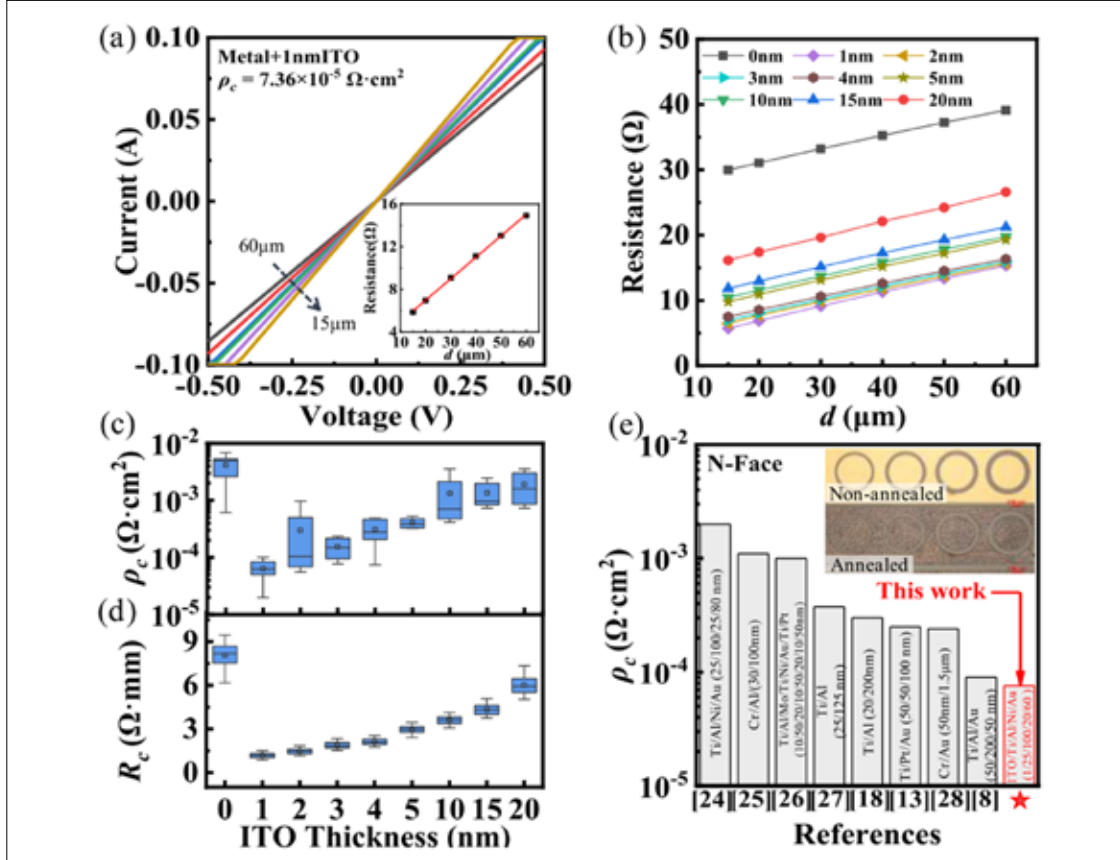 (a)
0.10
0.05
0.00
-0.05
-0.10
Current (A)
Metal+1nmITO
ρc = 7.36×10-5 Ω·cm2
60μm
15μm
16
12
8
4
Resistance(Ω)
10 20 30 40 50 60
d (μm)
-0.50 -0.25 0.00 0.25 0.50
Voltage (V)
(b)
50
40
30
20
10
0
Resistance (Ω)
0nm 1nm 2nm
3nm 4nm 5nm
10nm 15nm 20nm
10 20 30 40 50 60
d (μm)
(c)
10-2
10-3
10-4
10-5
ρc (Ω·cm2)
(d)
9
6
3
0
Rc (Ω·mm)
0 1 2 3 4 5 10 15 20
ITO Thickness (nm)
(e)
10-2
10-3
10-4
10-5
ρc (Ω·cm2)
N-Face
Non-annealed
Annealed
This work
Ti/Al/Ni/Au (25/100/25/80 nm)
Cr/Al/(30/100nm)
Ti/Al/Mo/Ti/Ni/Au/Ti/Pt
(10/50/20/10/50/20/10/50nm)
Ti/Al
(25/125 nm)
Ti/Al (20/200nm)
Ti/Pt/Au (50/50/100 nm)
Cr/Au (50nm/1.5μm)
Ti/Al/Au
(50/200/50 nm)
ITO/Ti/Al/Ni/Au
(1/25/100/20/60 )
[24][25][26][27][18][13][28][8]
References